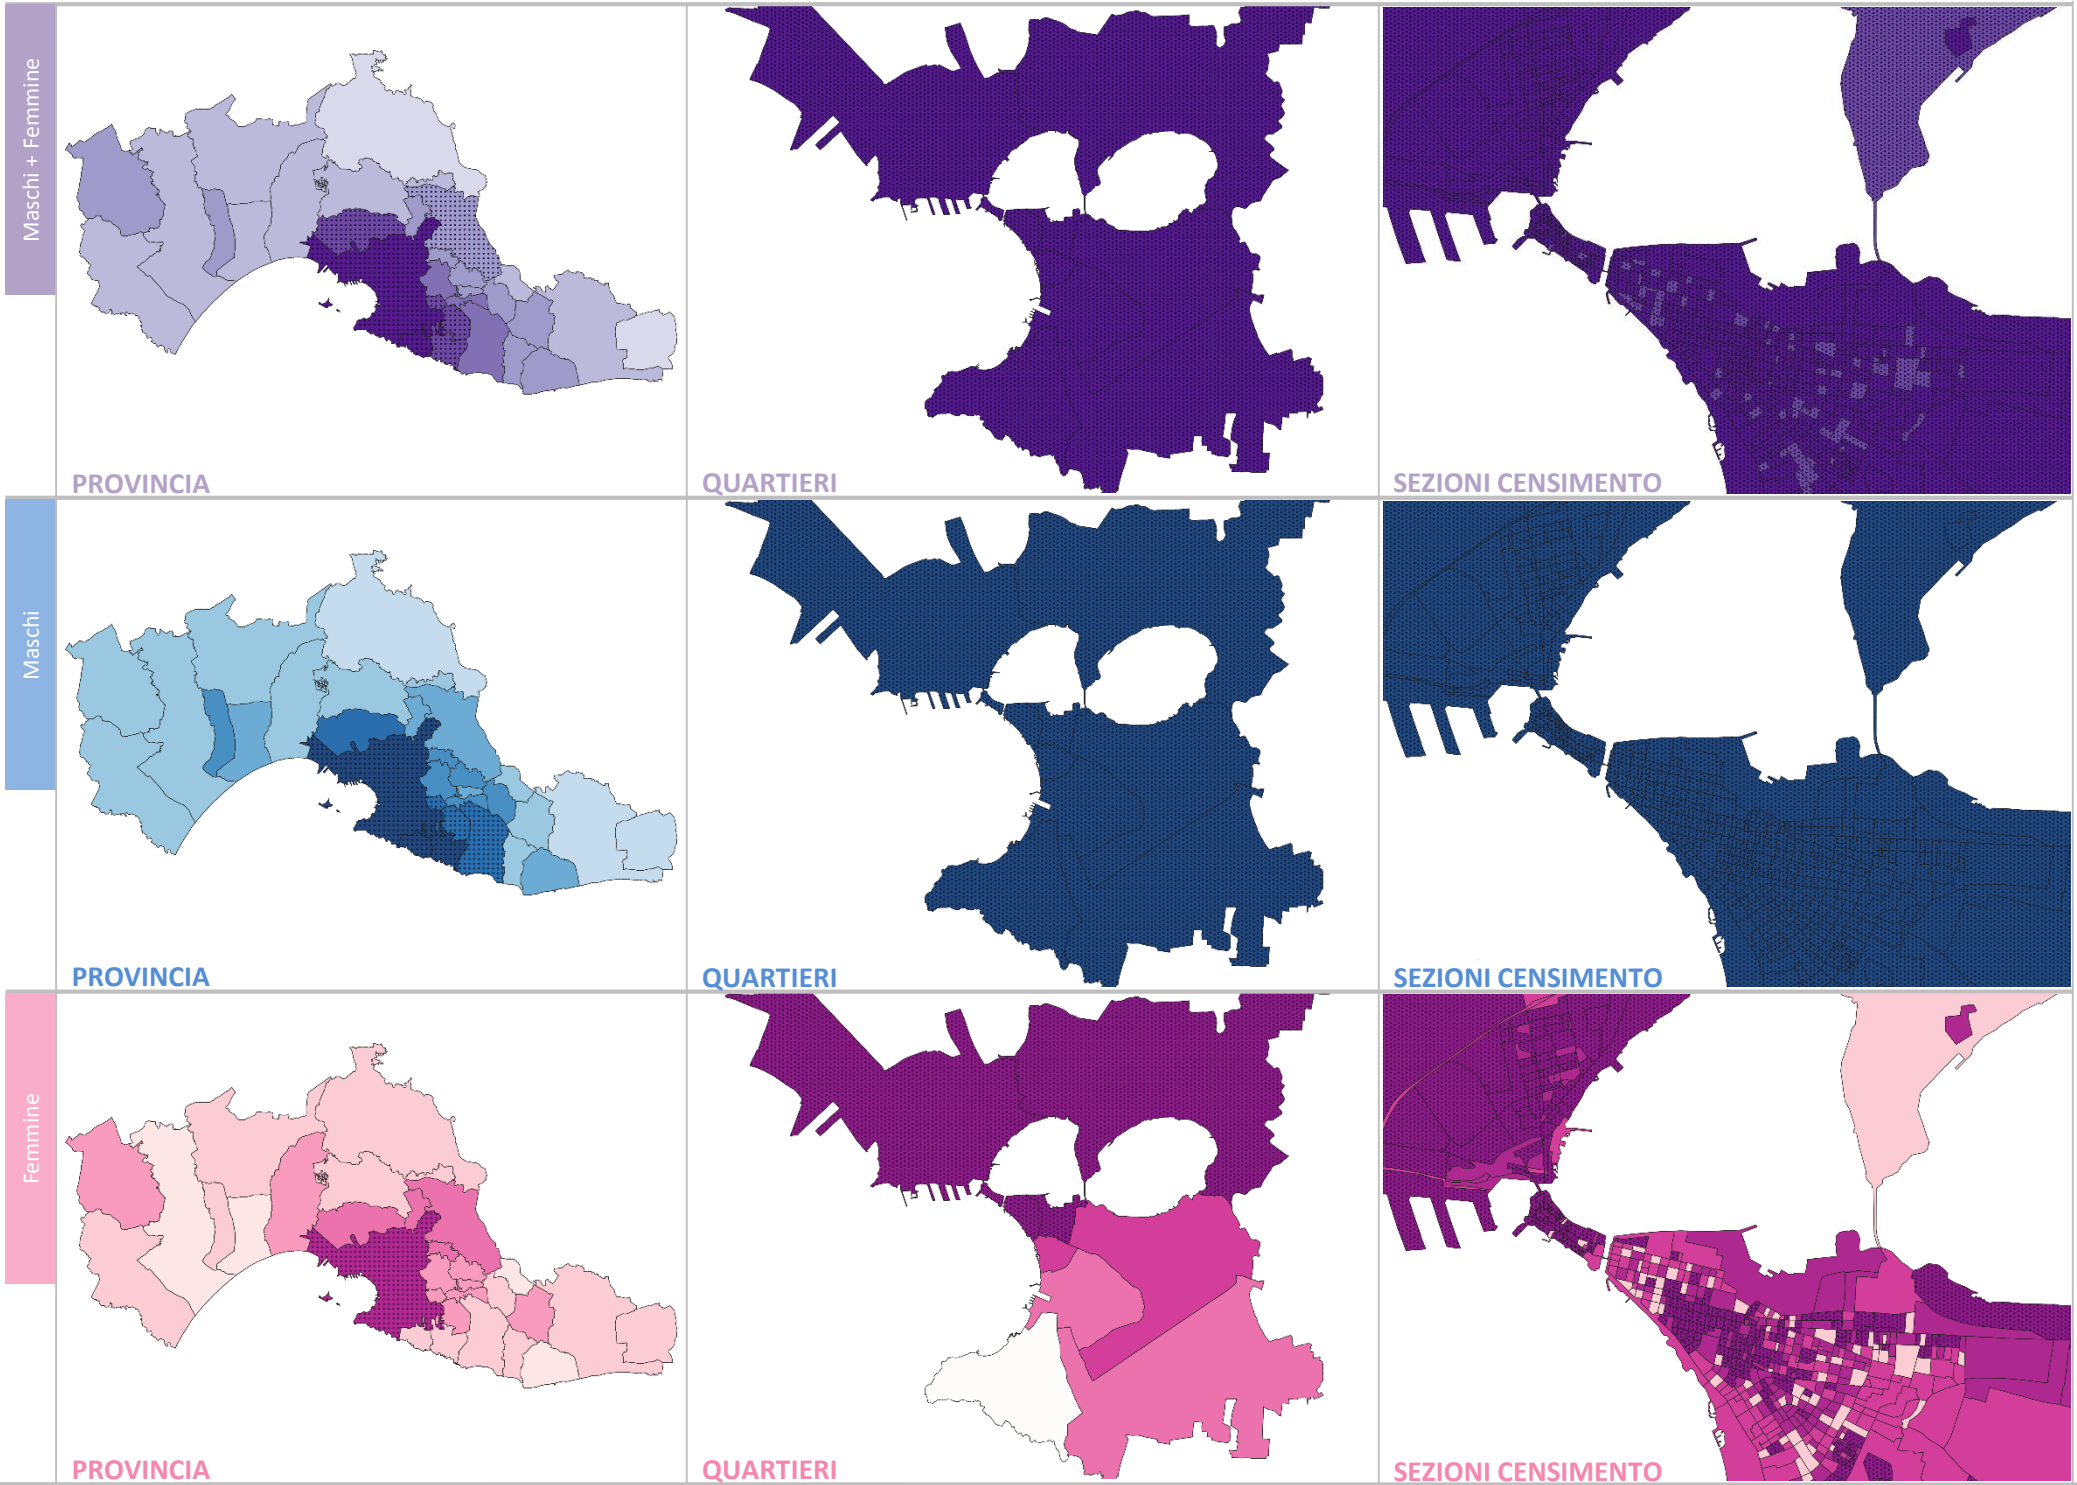 Maschi + Femmine
PROVINCIA
QUARTIERI
SEZIONI CENSIMENTO
Maschi
PROVINCIA
QUARTIERI
SEZIONI CENSIMENTO
Femmine
PROVINCIA
QUARTIERI
SEZIONI CENSIMENTO